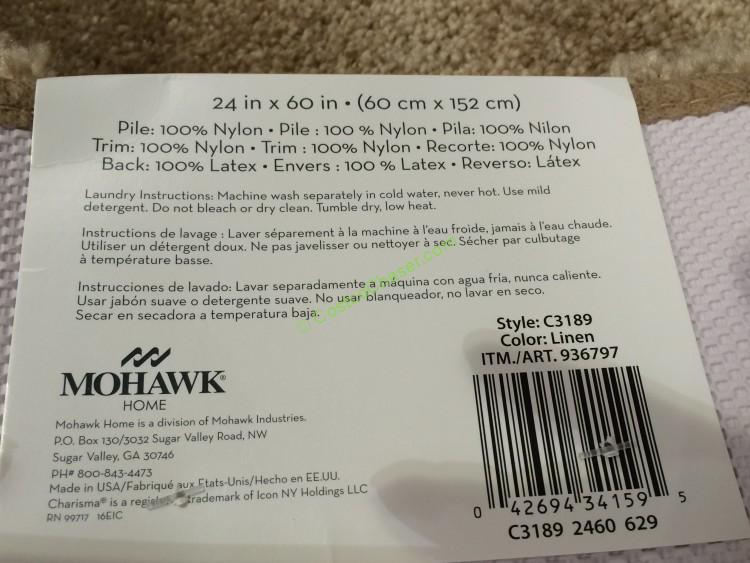 24 in x 60 in • (60 cm x 152 cm)
Pile: 100% Nylon • Pile : 100 % Nylon • Pila: 100% Nilon
Trim: 100% Nylon • Trim : 100% Nylon • Recorte: 100% Nylon
Back: 100% Latex • Envers : 100 % Latex • Reverso: Látex
Laundry Instructions: Machine wash separately in cold water, never hot. Use mild
detergent. Do not bleach or dry clean. Tumble dry, low heat.
Instructions de lavage : Laver séparement à la machine à l'eau froide, jamais à l'eau chaude.
Utiliser un détergent doux. Ne pas javelisser ou nettoyer à sec. Sécher par culbutage
à température basse.
Instrucciones de lavado: Lavar separadamente a máquina con agua fría, nunca caliente.
Usar jabón suave o detergente suave. No usar blanqueador, no lavar en seco.
Secar en secadora a temperatura baja.
© CostcoChaser.com
Style: C3189
Color: Linen
ITM./ART. 936797
MOHAWK®
HOME
Mohawk Home is a division of Mohawk Industries.
P.O. Box 130/3032 Sugar Valley Road, NW
Sugar Valley, GA 30746
PH# 800-843-4473
Made in USA/Fabriqué aux Etats-Unis/Hecho en EE.UU.
Charisma® is a trademark of Icon NY Holdings LLC
RN 99717 16EIC
0 42694 34159 5
C3189 2460 629